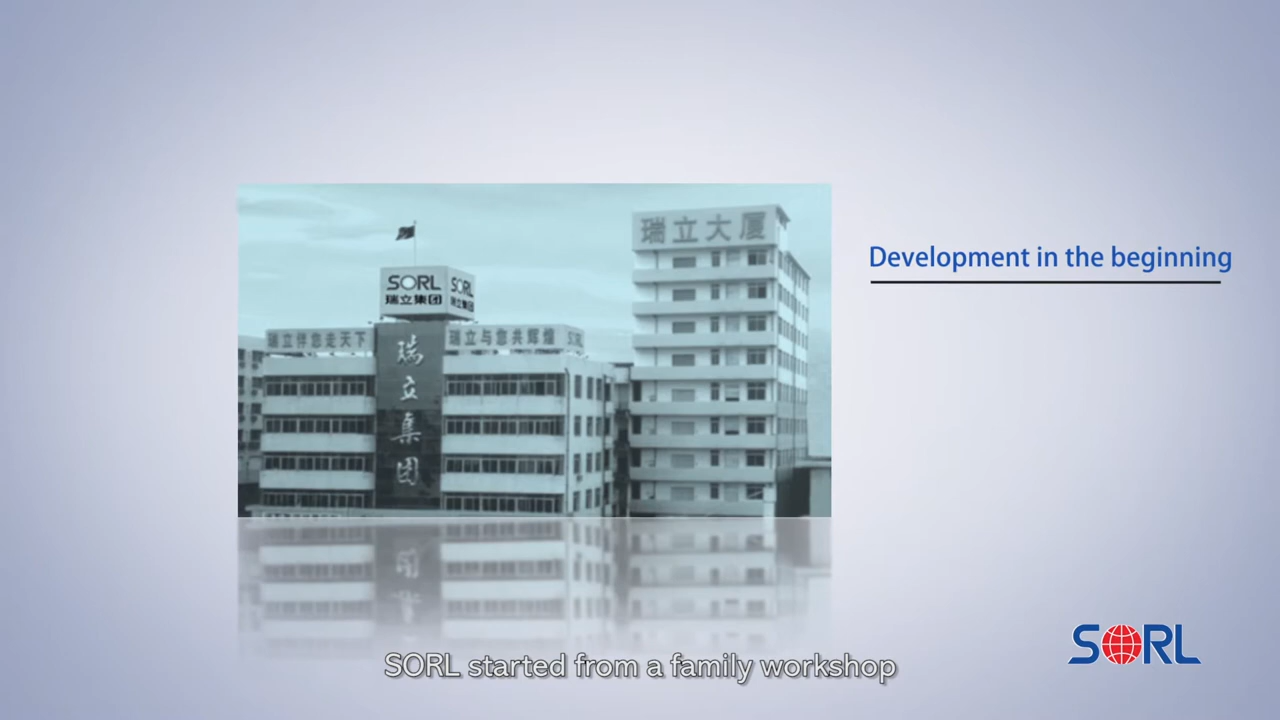 瑞立大厦
SORL
瑞立集团
SORL
瑞立集团
瑞立伴您走天下
瑞立与您共辉煌
SORL
瑞立集团
Development in the beginning
SORL
SORL started from a family workshop